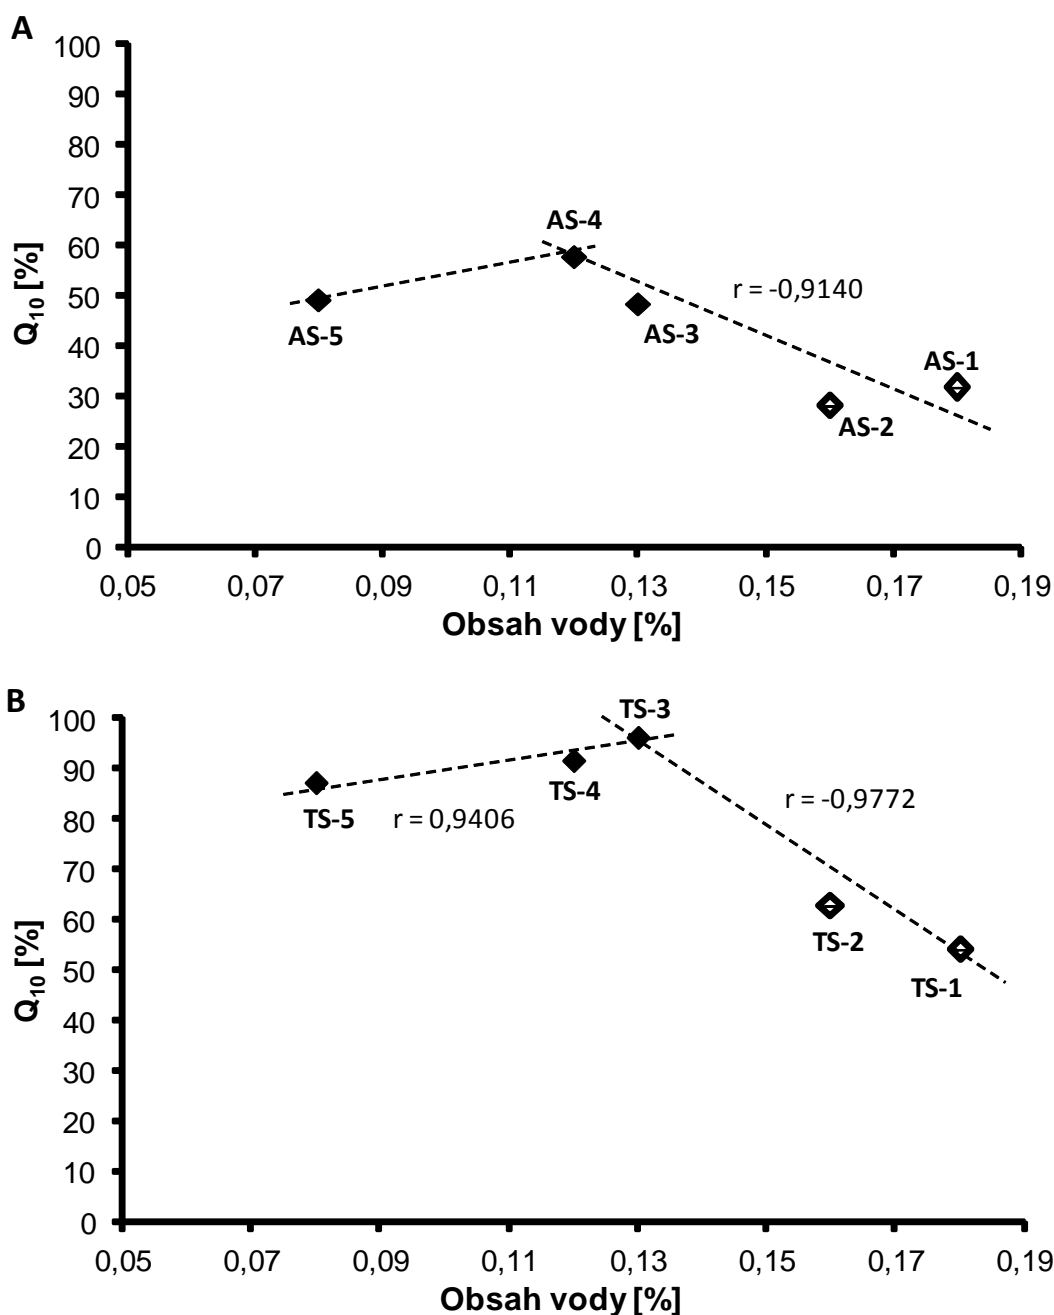 A
100
90
80
70
60
50
40
30
20
10
0
Q10 [%]
AS-4
r = -0,9140
AS-5
AS-3
AS-1
AS-2
0,05 0,07 0,09 0,11 0,13 0,15 0,17 0,19
Obsah vody [%]
B
100
90
80
70
60
50
40
30
20
10
0
Q10 [%]
TS-3
TS-4
TS-5
r = 0,9406
r = -0,9772
TS-2
TS-1
0,05 0,07 0,09 0,11 0,13 0,15 0,17 0,19
Obsah vody [%]